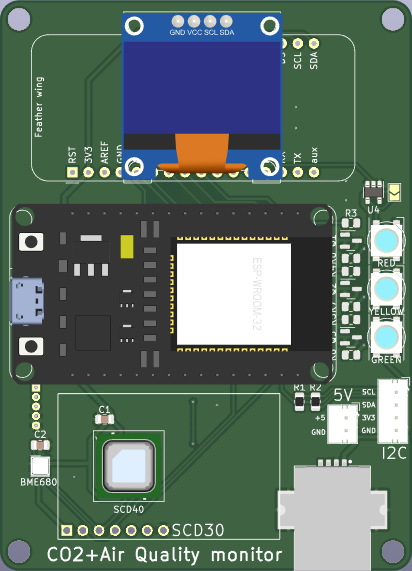 GND VCC SCL SDA
SCL
SDA
Feather wing
RST
3V3
AREF
GND
TX
aux
U4
R3
RED
ESP-WROOM-32
YELLOW
GREEN
R1 R2
5V
+5
GND
SCL
SDA
3V3
GND
I2C
C1
C2
BME680
SCD40
SCD30
CO2+Air Quality monitor